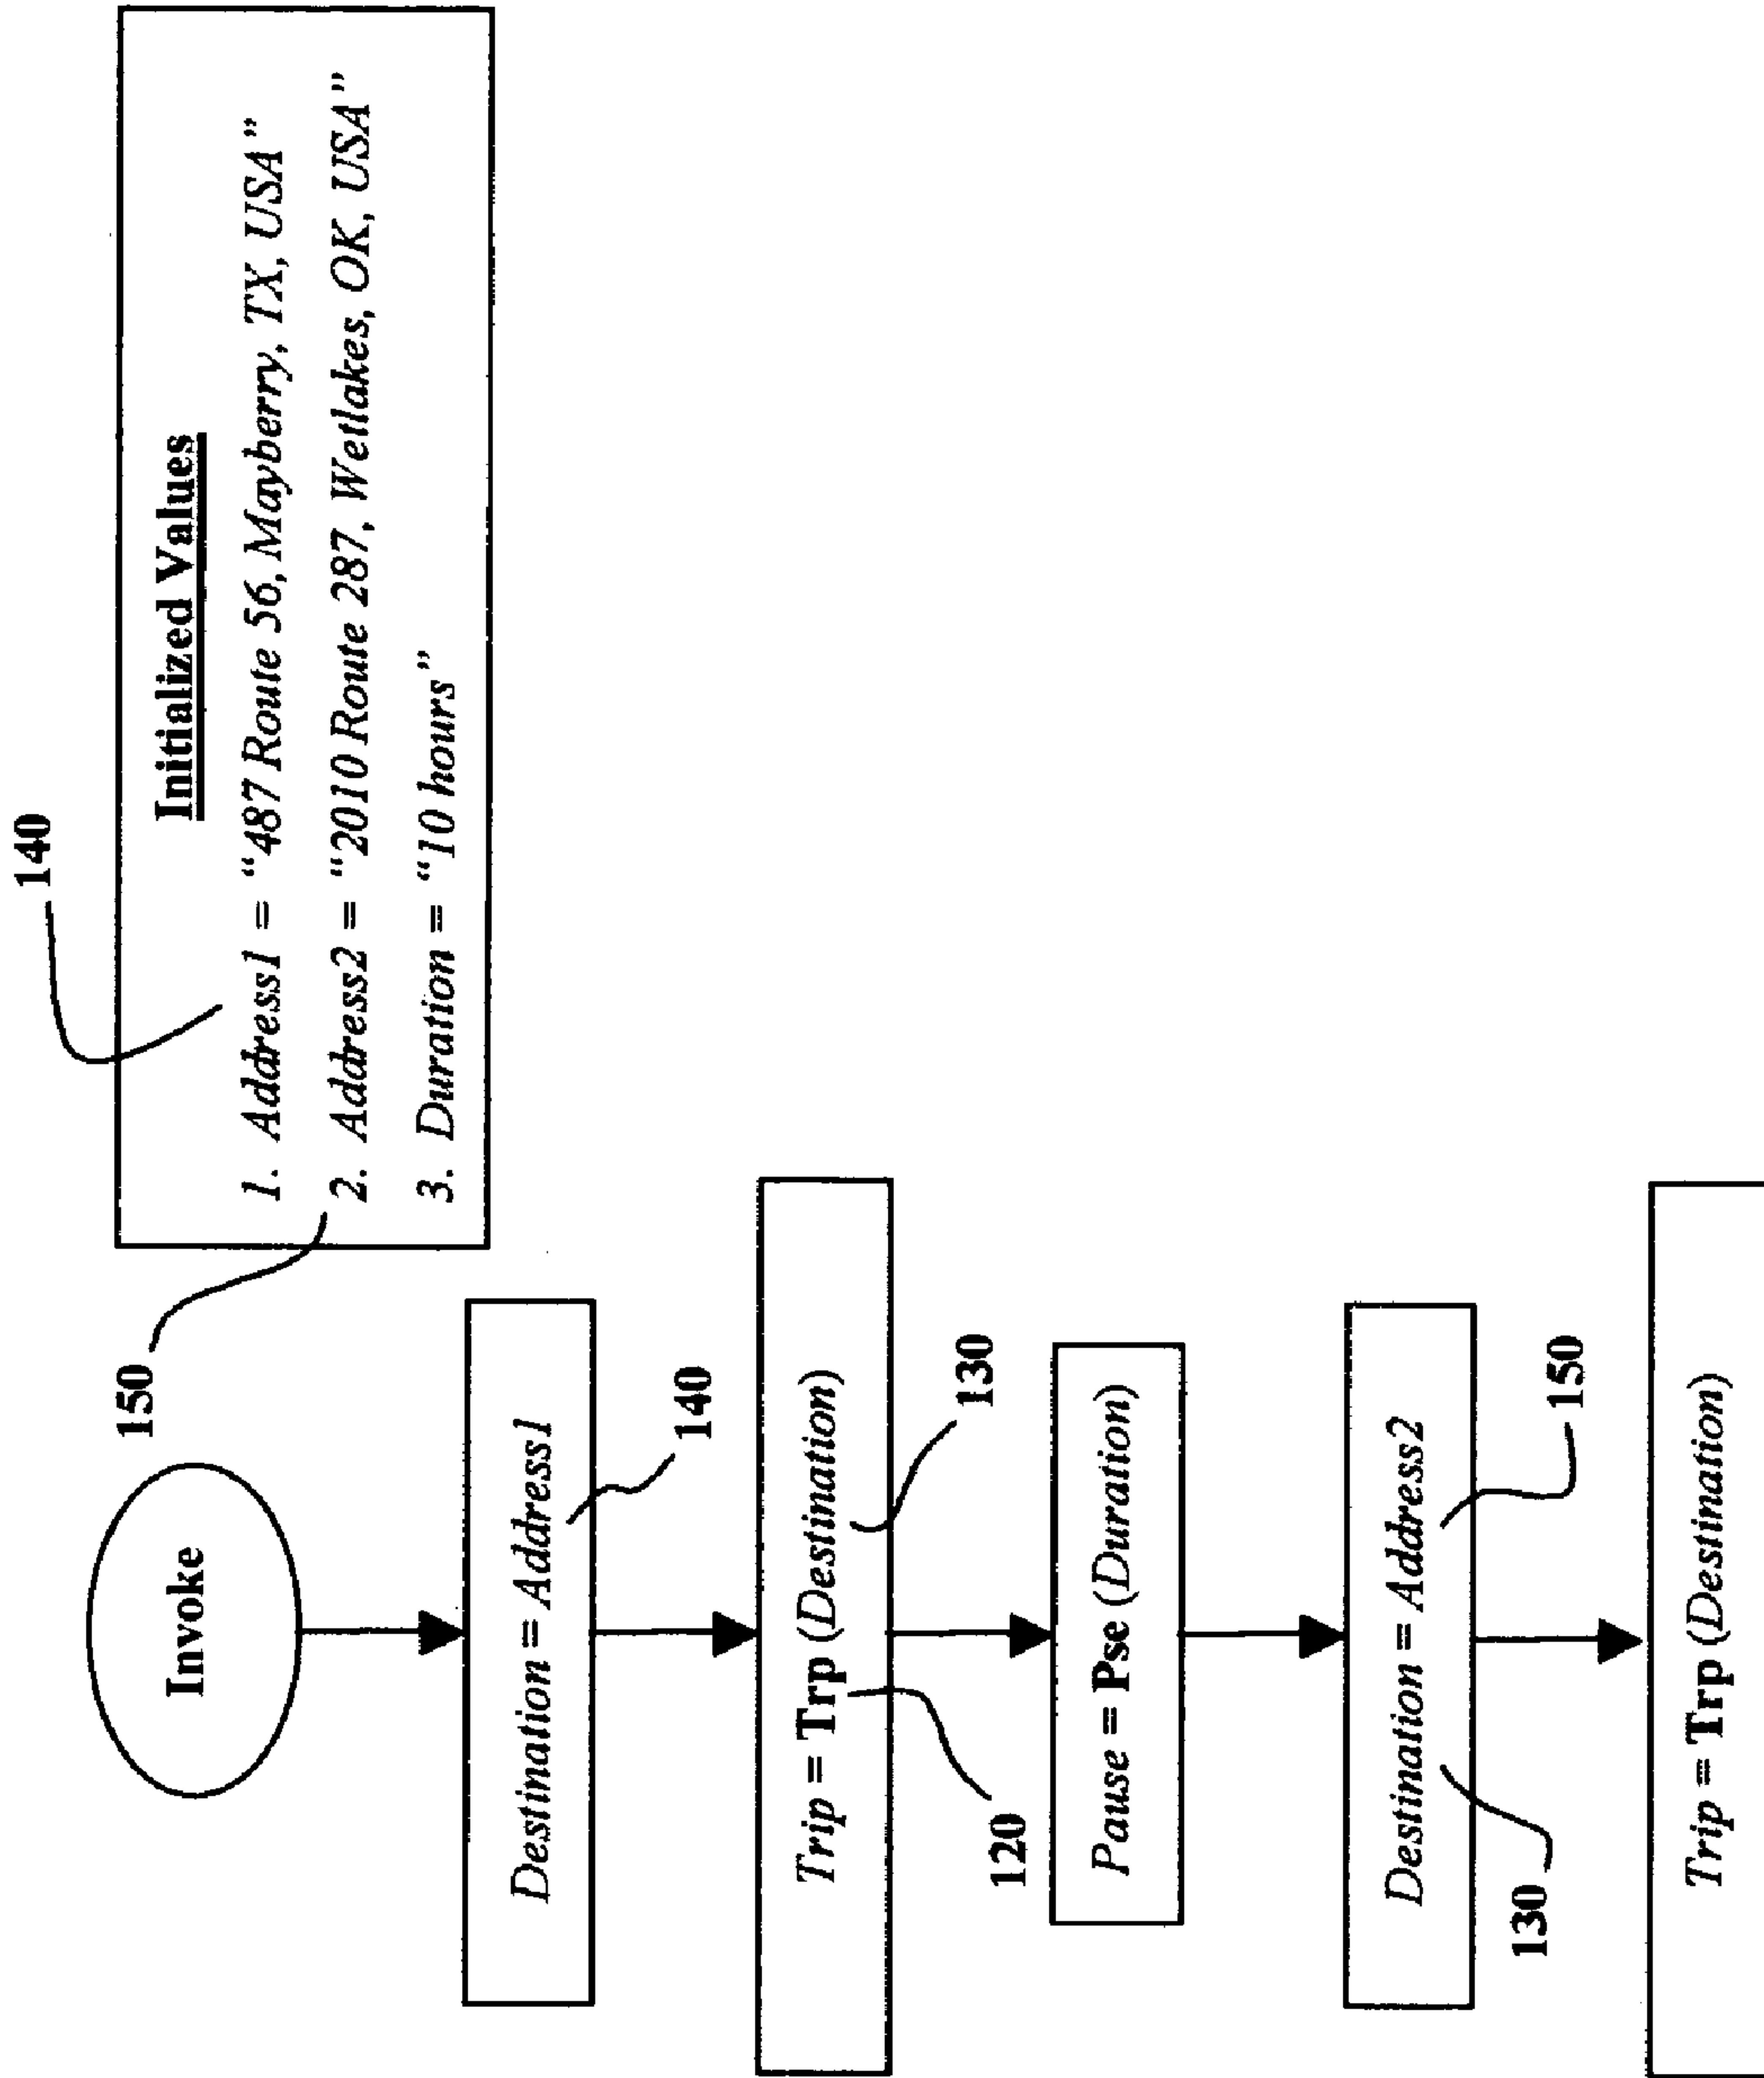 140
Initialized Values
1. Address1 = “487 Route 56, Mayberry, TX, USA”
2. Address2 = “2010 Route 287, Wetlakes, OK, USA”
3. Duration = “10 hours”
150
Invoke
Destination = Address1
140
Trip = Trp (Destination)
120
130
Pause = Pse (Duration)
Destination = Address2
130
150
Trip = Trp (Destination)